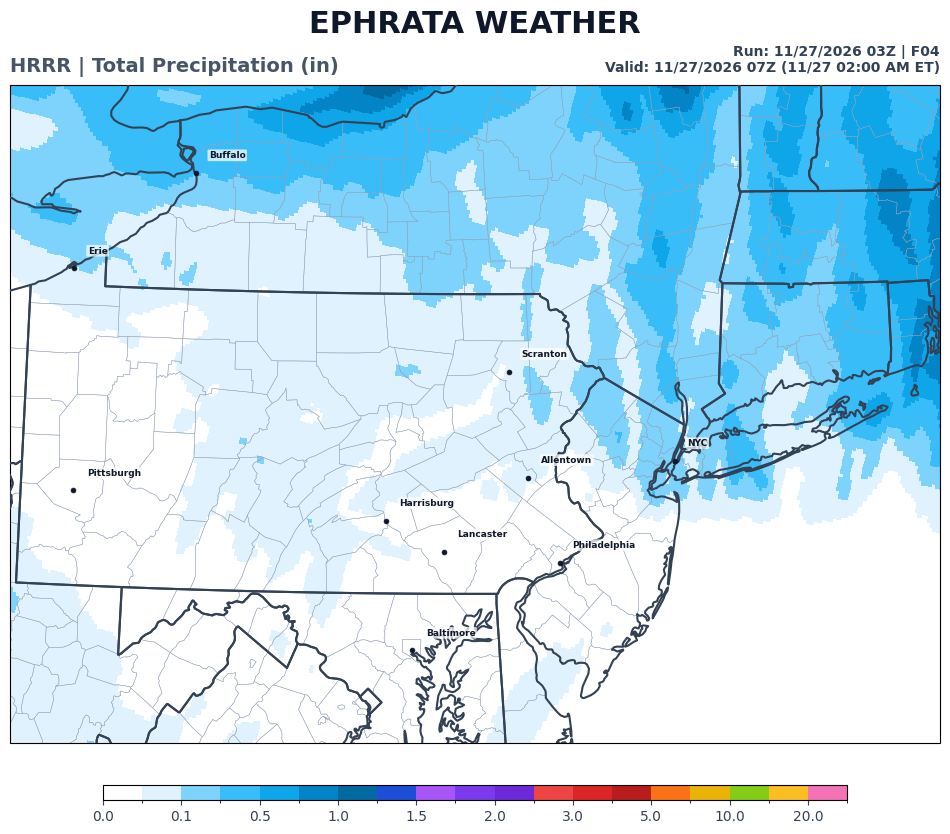 EPHRATA WEATHER
Run: 11/27/2026 03Z | F04
HRRR | Total Precipitation (in)
Valid: 11/27/2026 07Z (11/27 02:00 AM ET)
Buffalo
Erie
Scranton
NYC
Allentown
Pittsburgh
Harrisburg
Lancaster
Philadelphia
Baltimore
0.0 0.1 0.5 1.0 1.5 2.0 3.0 5.0 10.0 20.0